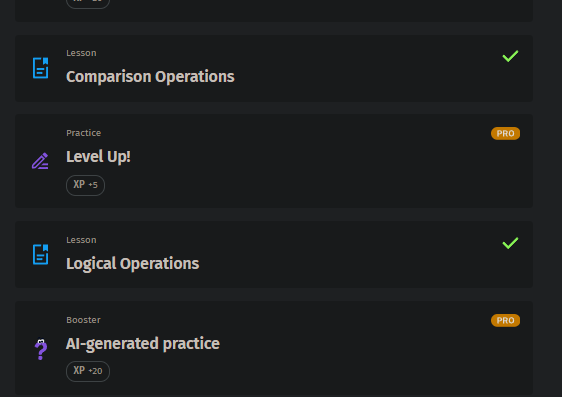 Lesson
Comparison Operations
Practice
PRO
Level Up!
XP +5
Lesson
Logical Operations
Booster
PRO
AI-generated practice
XP +20